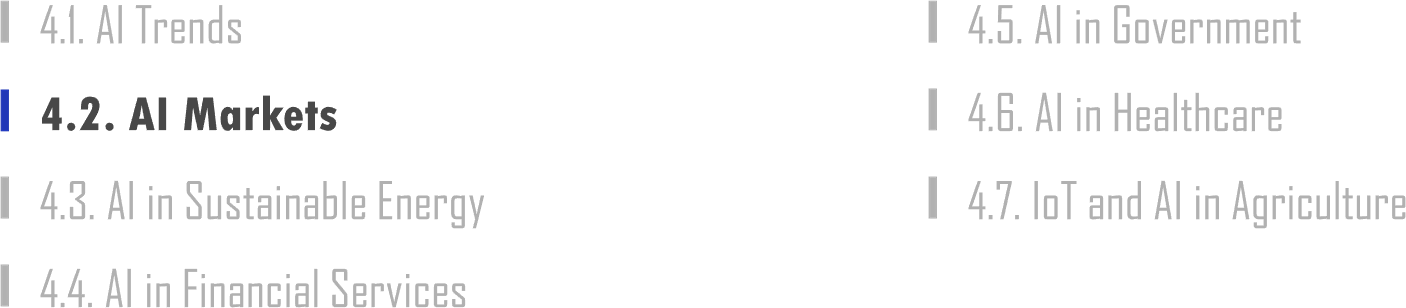 4.1. AI Trends
4.2. AI Markets
4.3. AI in Sustainable Energy
4.4. AI in Financial Services
4.5. AI in Government
4.6. AI in Healthcare
4.7. IoT and AI in Agriculture